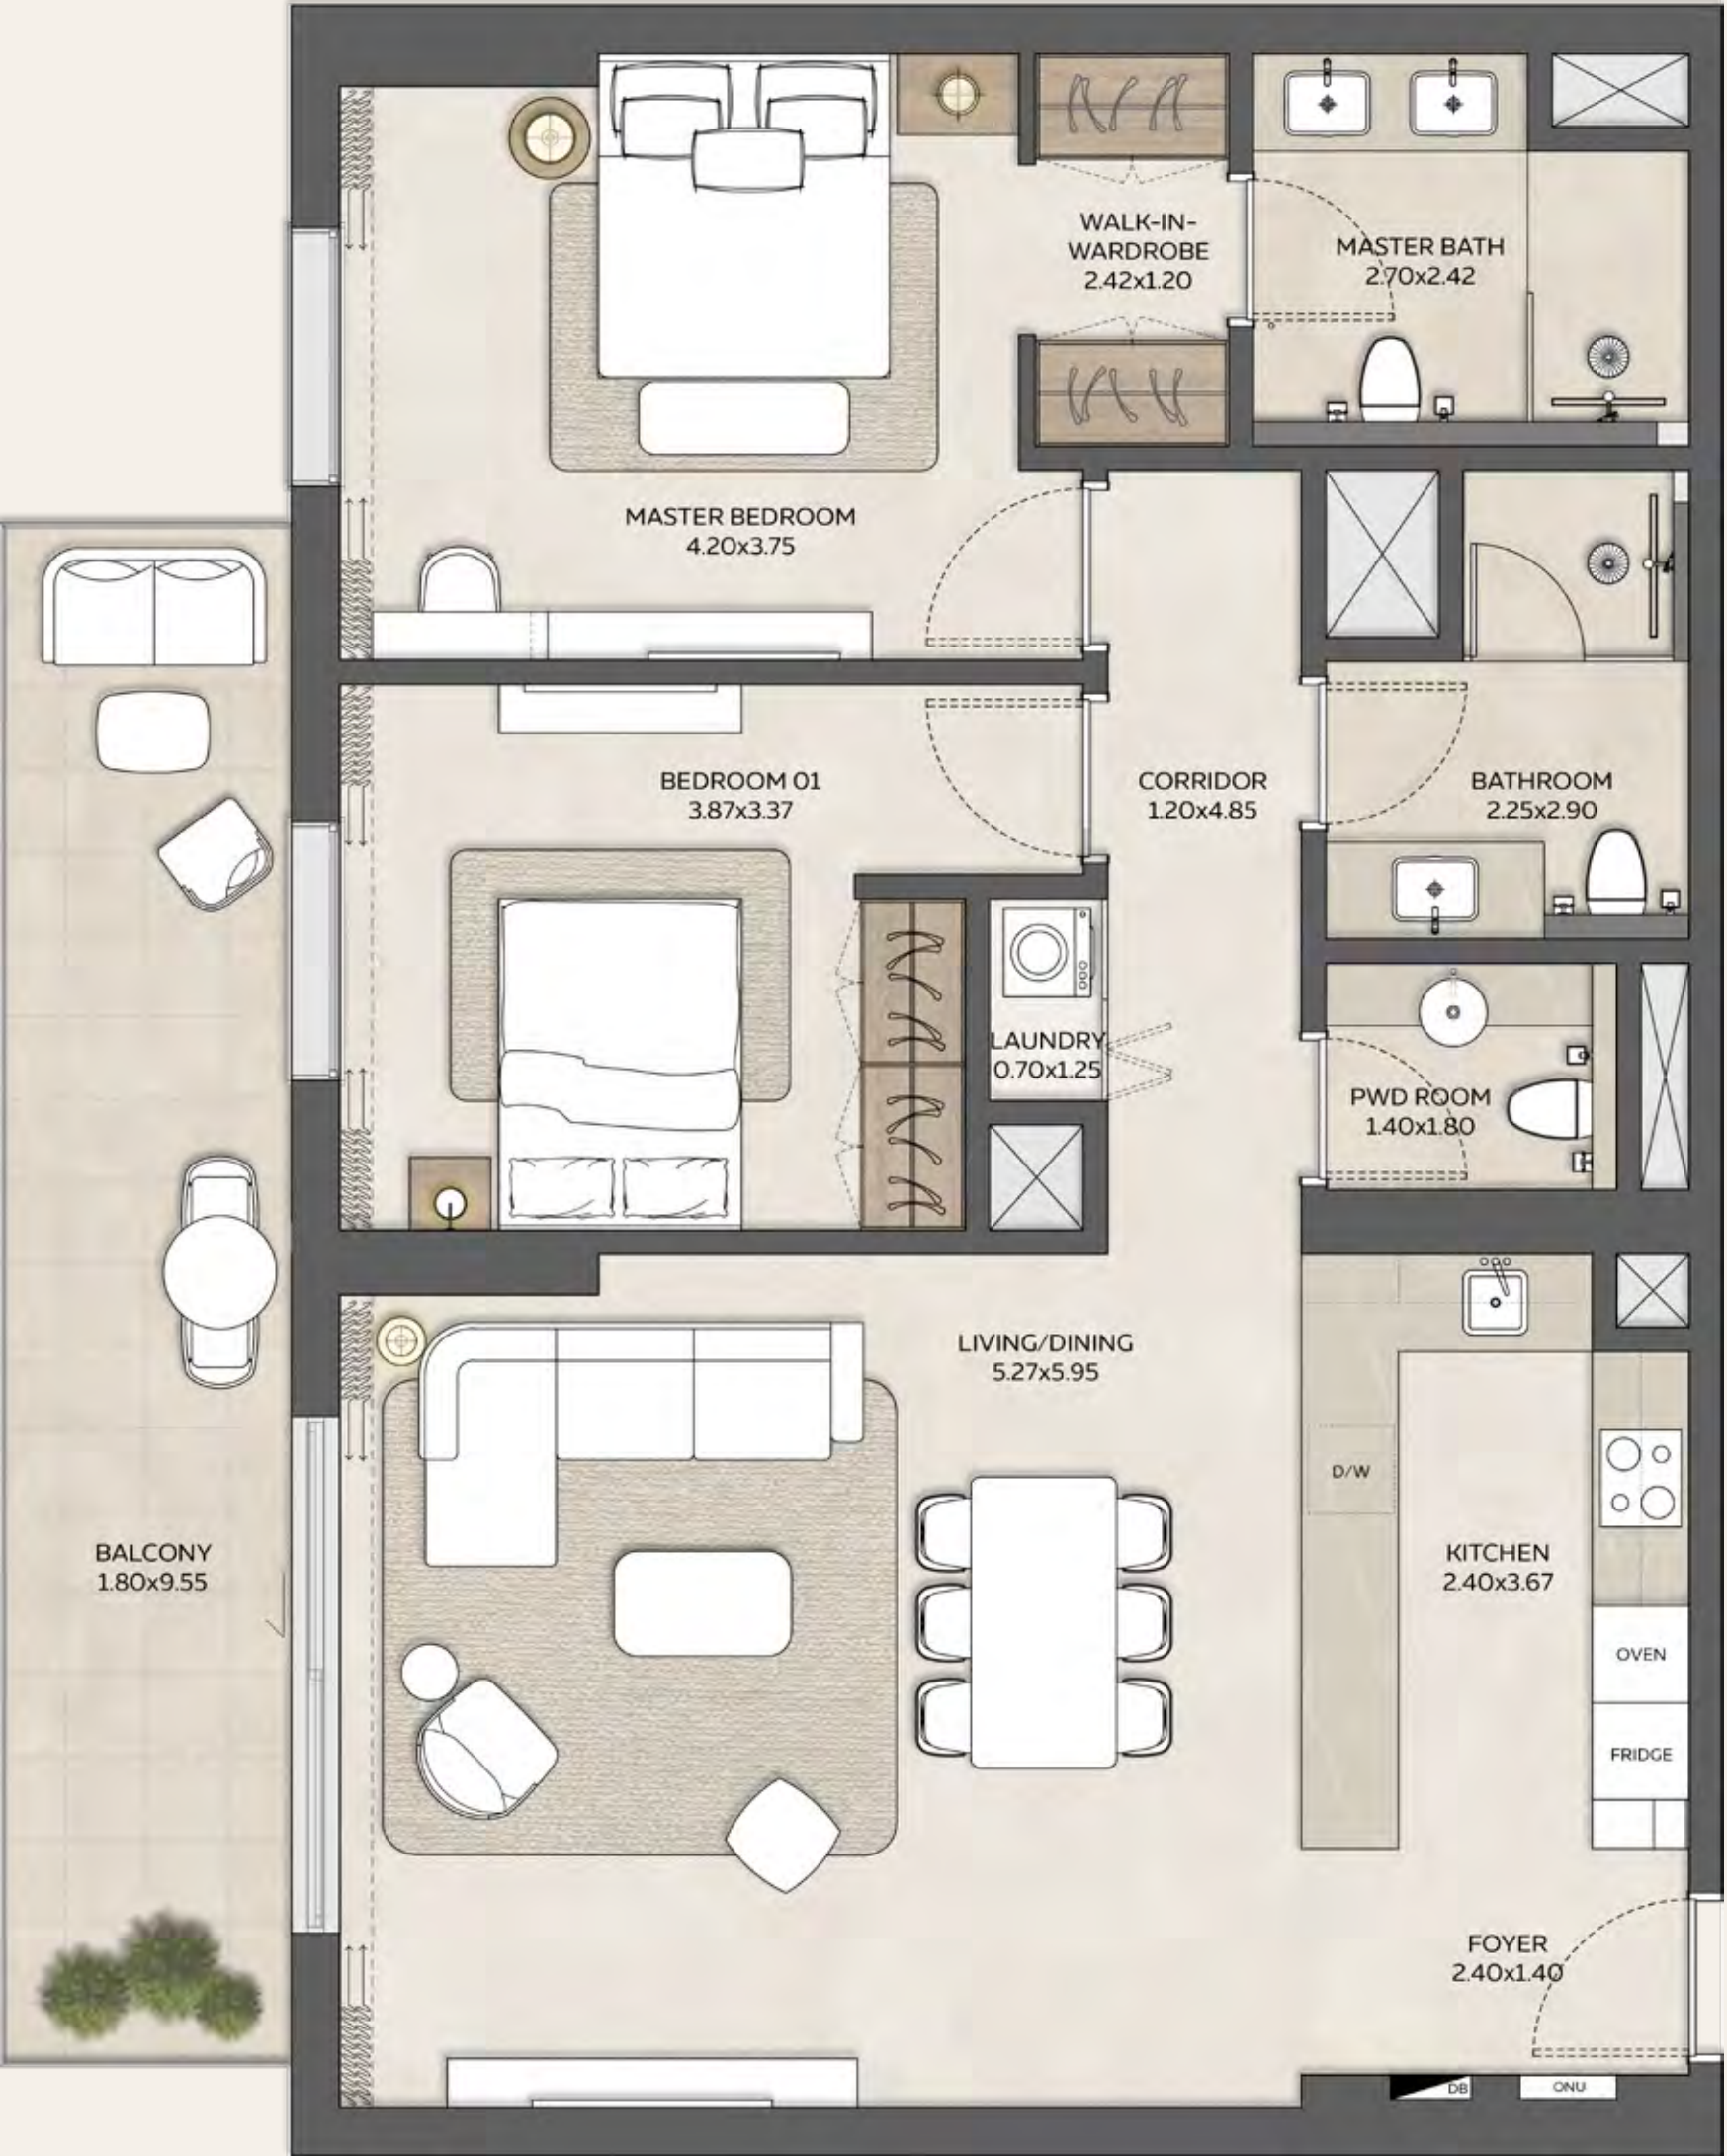 WALK-IN-
WARDROBE
2.42x1.20
MASTER BATH
2.70x2.42
MASTER BEDROOM
4.20x3.75
BEDROOM 01
3.87x3.37
CORRIDOR
1.20x4.85
BATHROOM
2.25x2.90
LAUNDRY
0.70x1.25
PWD ROOM
1.40x1.80
LIVING/DINING
5.27x5.95
D/W
BALCONY
1.80x9.55
KITCHEN
2.40x3.67
OVEN
FRIDGE
FOYER
2.40x1.40
DB
ONU